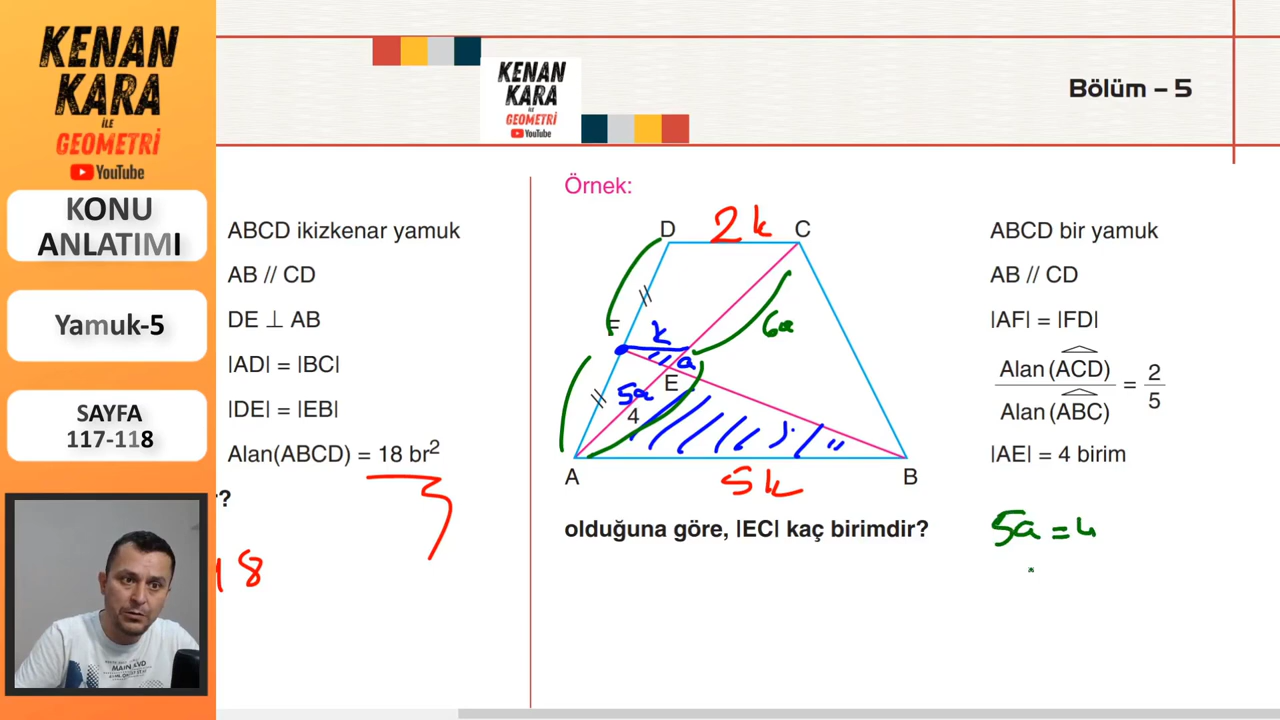 KENAN
KARA
İLE
GEOMETRİ
YouTube
KONU
ANLATIMI
Yamuk-5
SAYFA
117-118
KENAN
KARA
İLE
GEOMETRİ
YouTube
Bölüm – 5
ABCD ikizkenar yamuk
AB // CD
DE ⊥ AB
|AD| = |BC|
|DE| = |EB|
Alan(ABCD) = 18 br²
r?
18
Örnek:
D 2k C
F k 6a
a
E
5a
4
A 5k B
olduğuna göre, |EC| kaç birimdir?
ABCD bir yamuk
AB // CD
|AF| = |FD|
Alan (ACD)
Alan (ABC)
= 2
5
|AE| = 4 birim
5a = 4